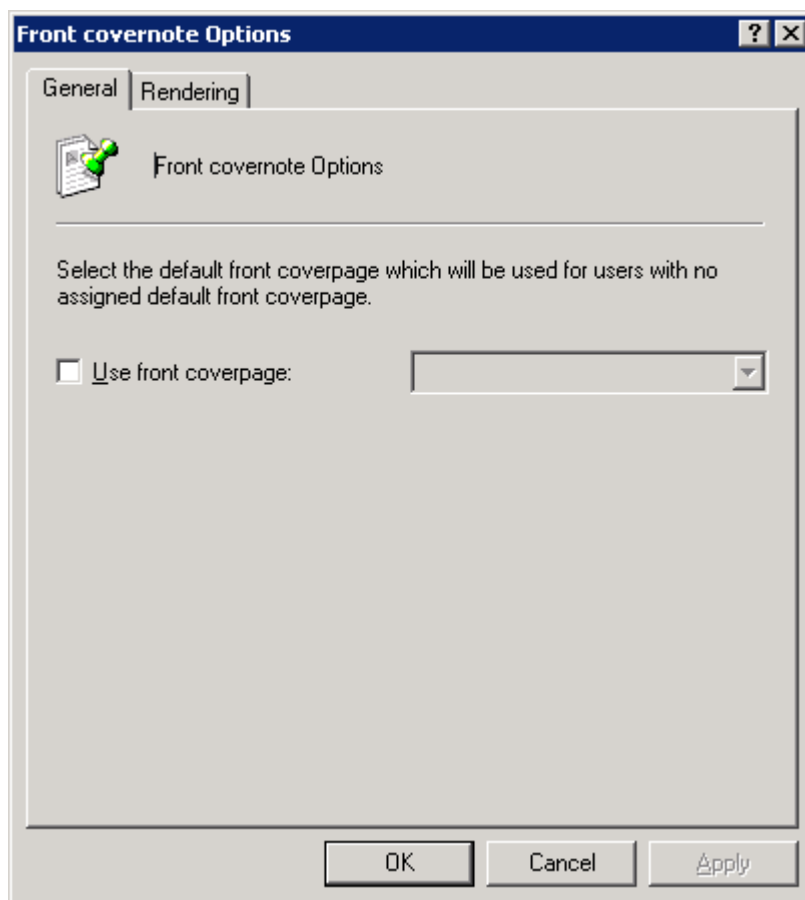 Front covernote Options
General
Rendering
Front covernote Options
Select the default front coverpage which will be used for users with no
assigned default front coverpage.
Use front coverpage:
OK
Cancel
Apply